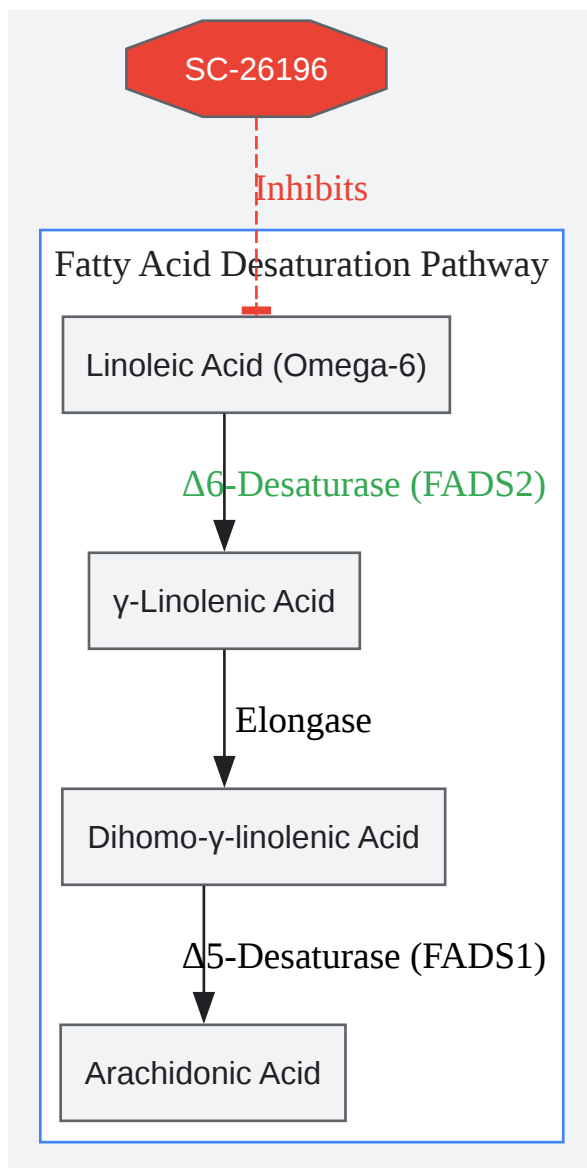 SC-26196
Inhibits
Fatty Acid Desaturation Pathway
Linoleic Acid (Omega-6)
Δ6-Desaturase (FADS2)
γ-Linolenic Acid
Elongase
Dihomo-γ-linolenic Acid
Δ5-Desaturase (FADS1)
Arachidonic Acid